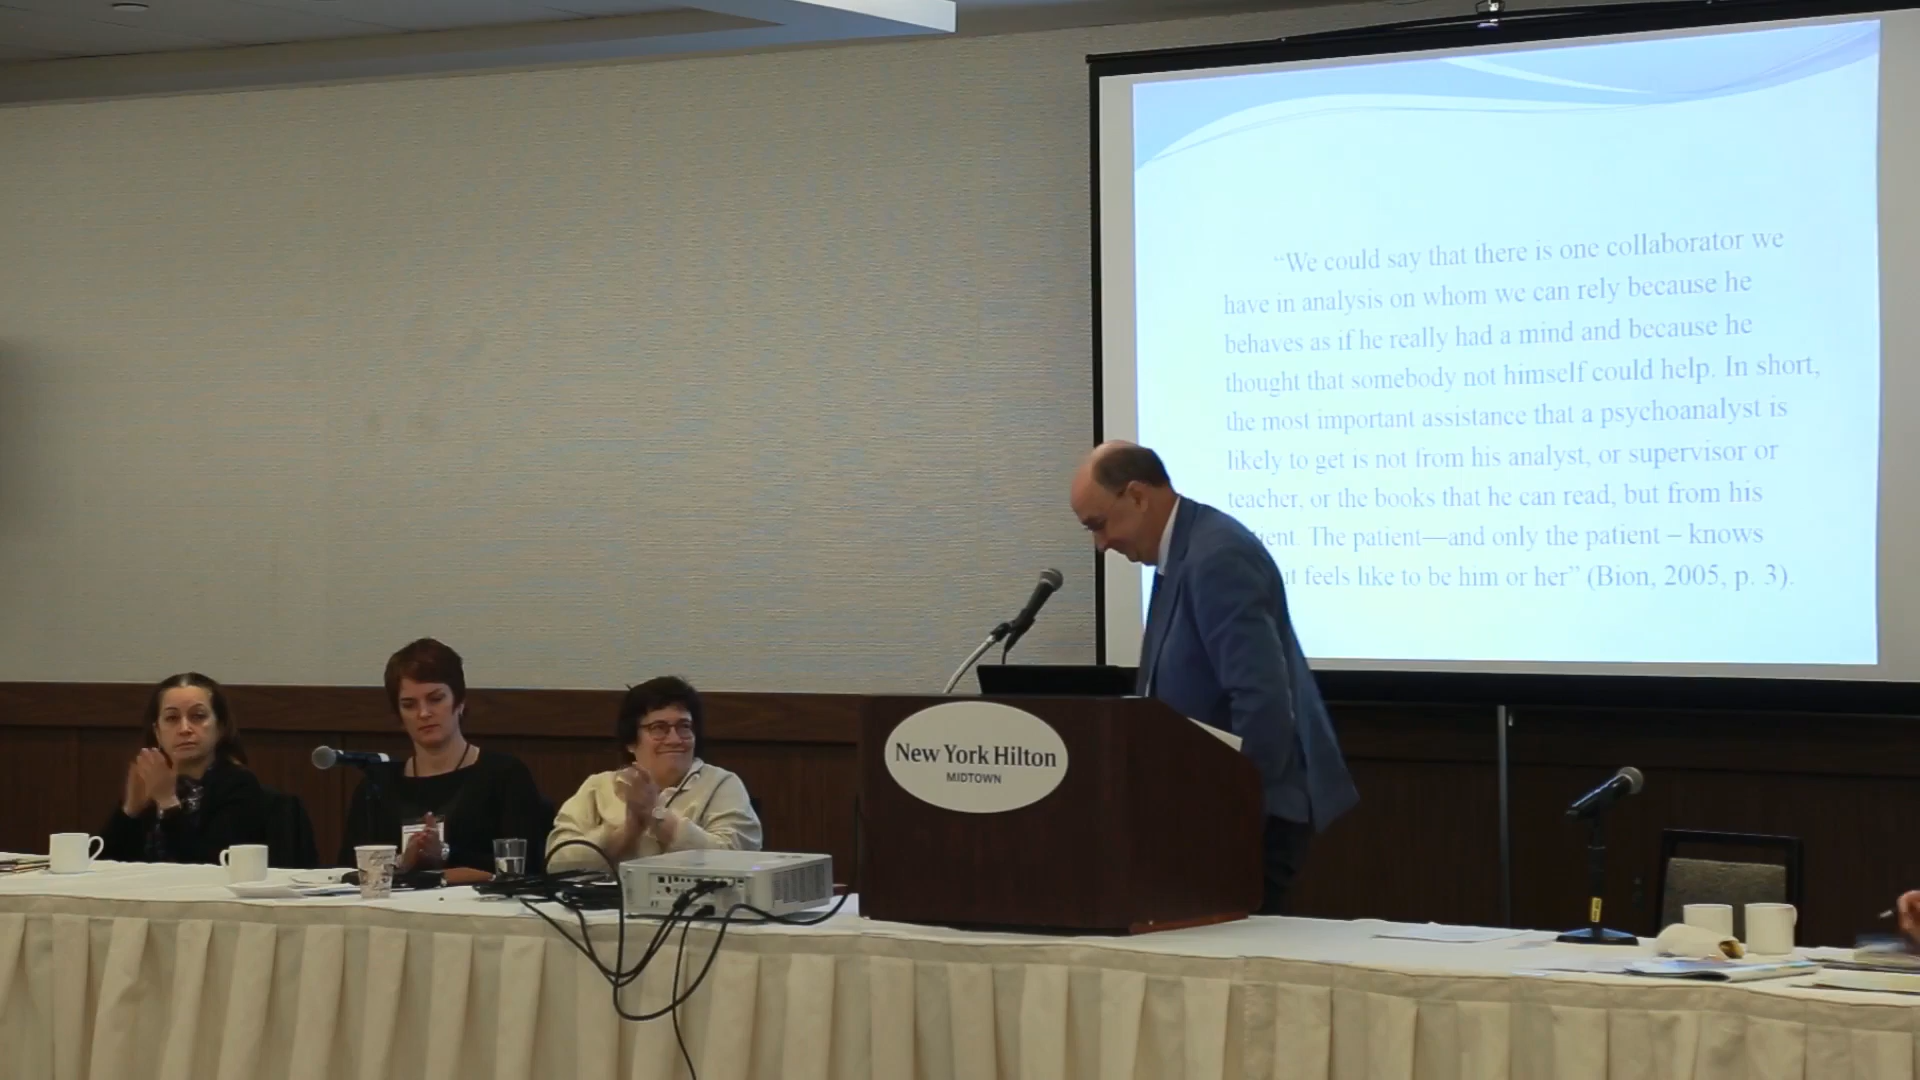 “We could say that there is one collaborator we
have in analysis on whom we can rely because he
behaves as if he really had a mind and because he
thought that somebody not himself could help. In short,
the most important assistance that a psychoanalyst is
likely to get is not from his analyst, or supervisor or
teacher, or the books that he can read, but from his
The patient—and only the patient – knows
feels like to be him or her” (Bion, 2005, p. 3).
New York Hilton
MIDTOWN